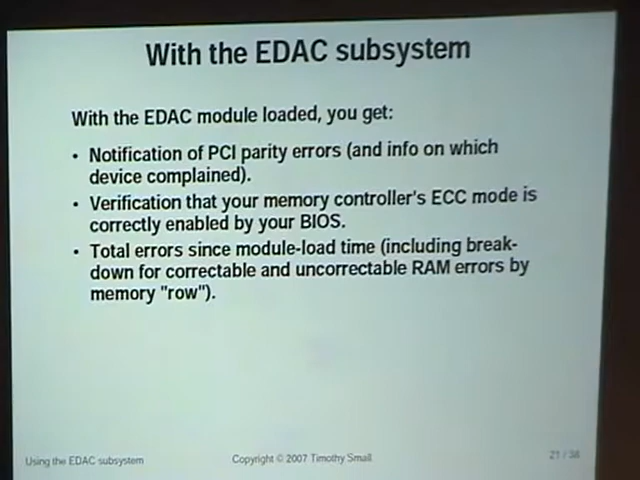 With the EDAC subsystem
With the EDAC module loaded, you get:
• Notification of PCI parity errors (and info on which
device complained).
• Verification that your memory controller's ECC mode is
correctly enabled by your BIOS.
• Total errors since module-load time (including break-
down for correctable and uncorrectable RAM errors by
memory "row").
Using the EDAC subsystem Copyright © 2007 Timothy Small 21 / 38